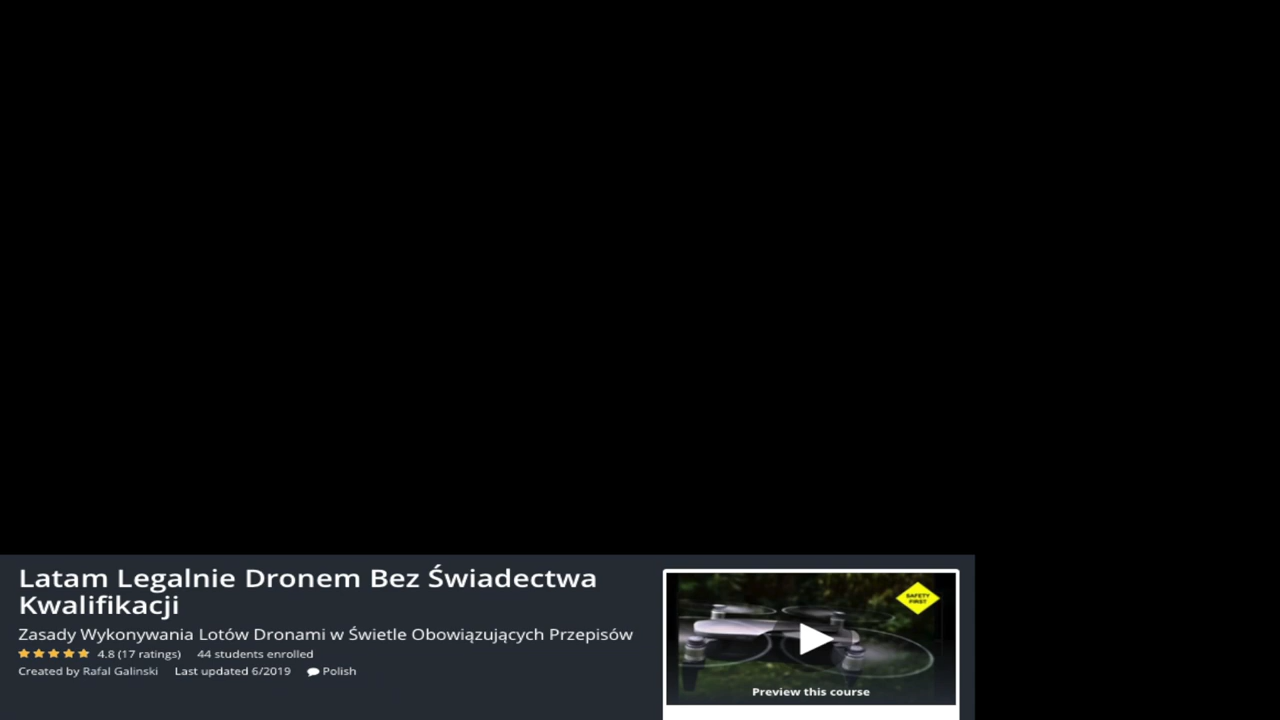 Latam Legalnie Dronem Bez Świadectwa
Kwalifikacji
Zasady Wykonywania Lotów Dronami w Świetle Obowiązujących Przepisów
4.8 (17 ratings) 44 students enrolled
Created by Rafal Galinski Last updated 6/2019 Polish
SAFETY
FIRST
Preview this course